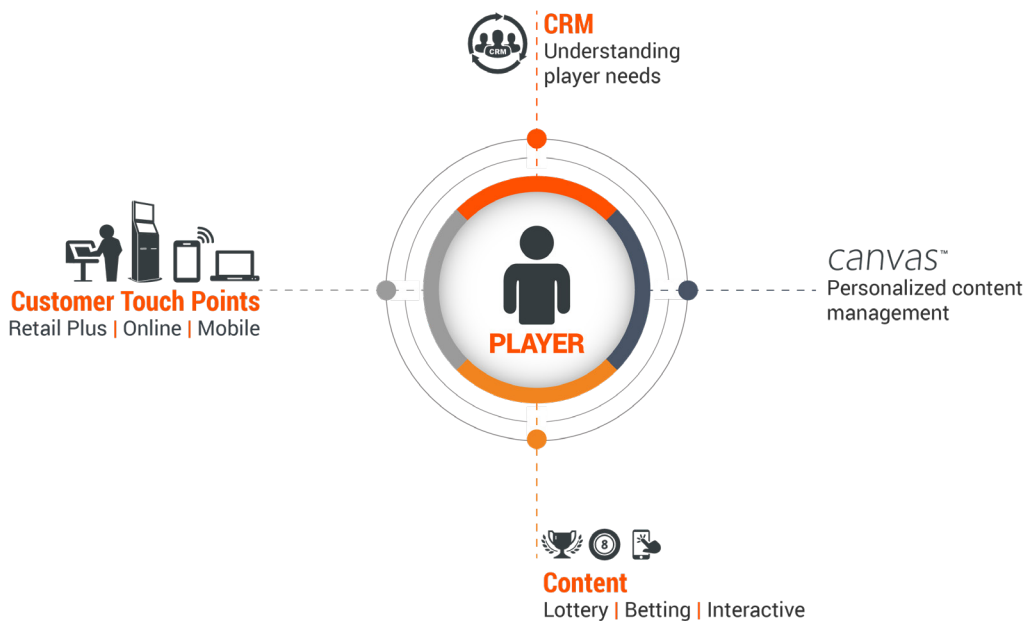 CRM
CRM
Understanding
player needs
Customer Touch Points
Retail Plus | Online | Mobile
PLAYER
canvas™
Personalized content
management
8
Content
Lottery | Betting | Interactive